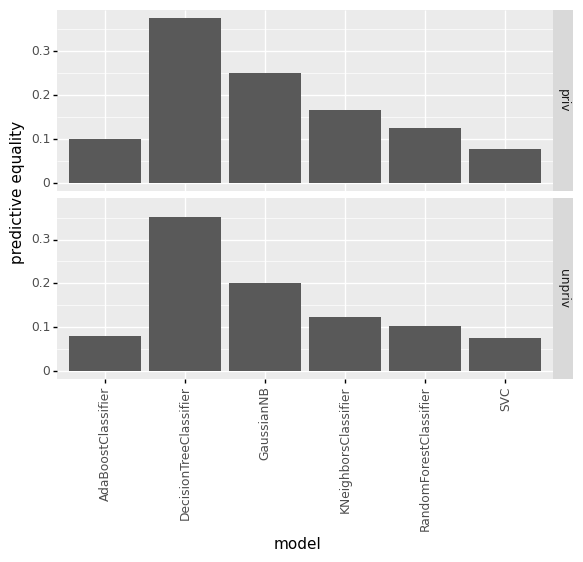 predictive equality
0.3
0.2
0.1
0
priv
0.3
0.2
0.1
0
unpriv
AdaBoostClassifier
DecisionTreeClassifier
GaussianNB
KNeighborsClassifier
RandomForestClassifier
SVC
model